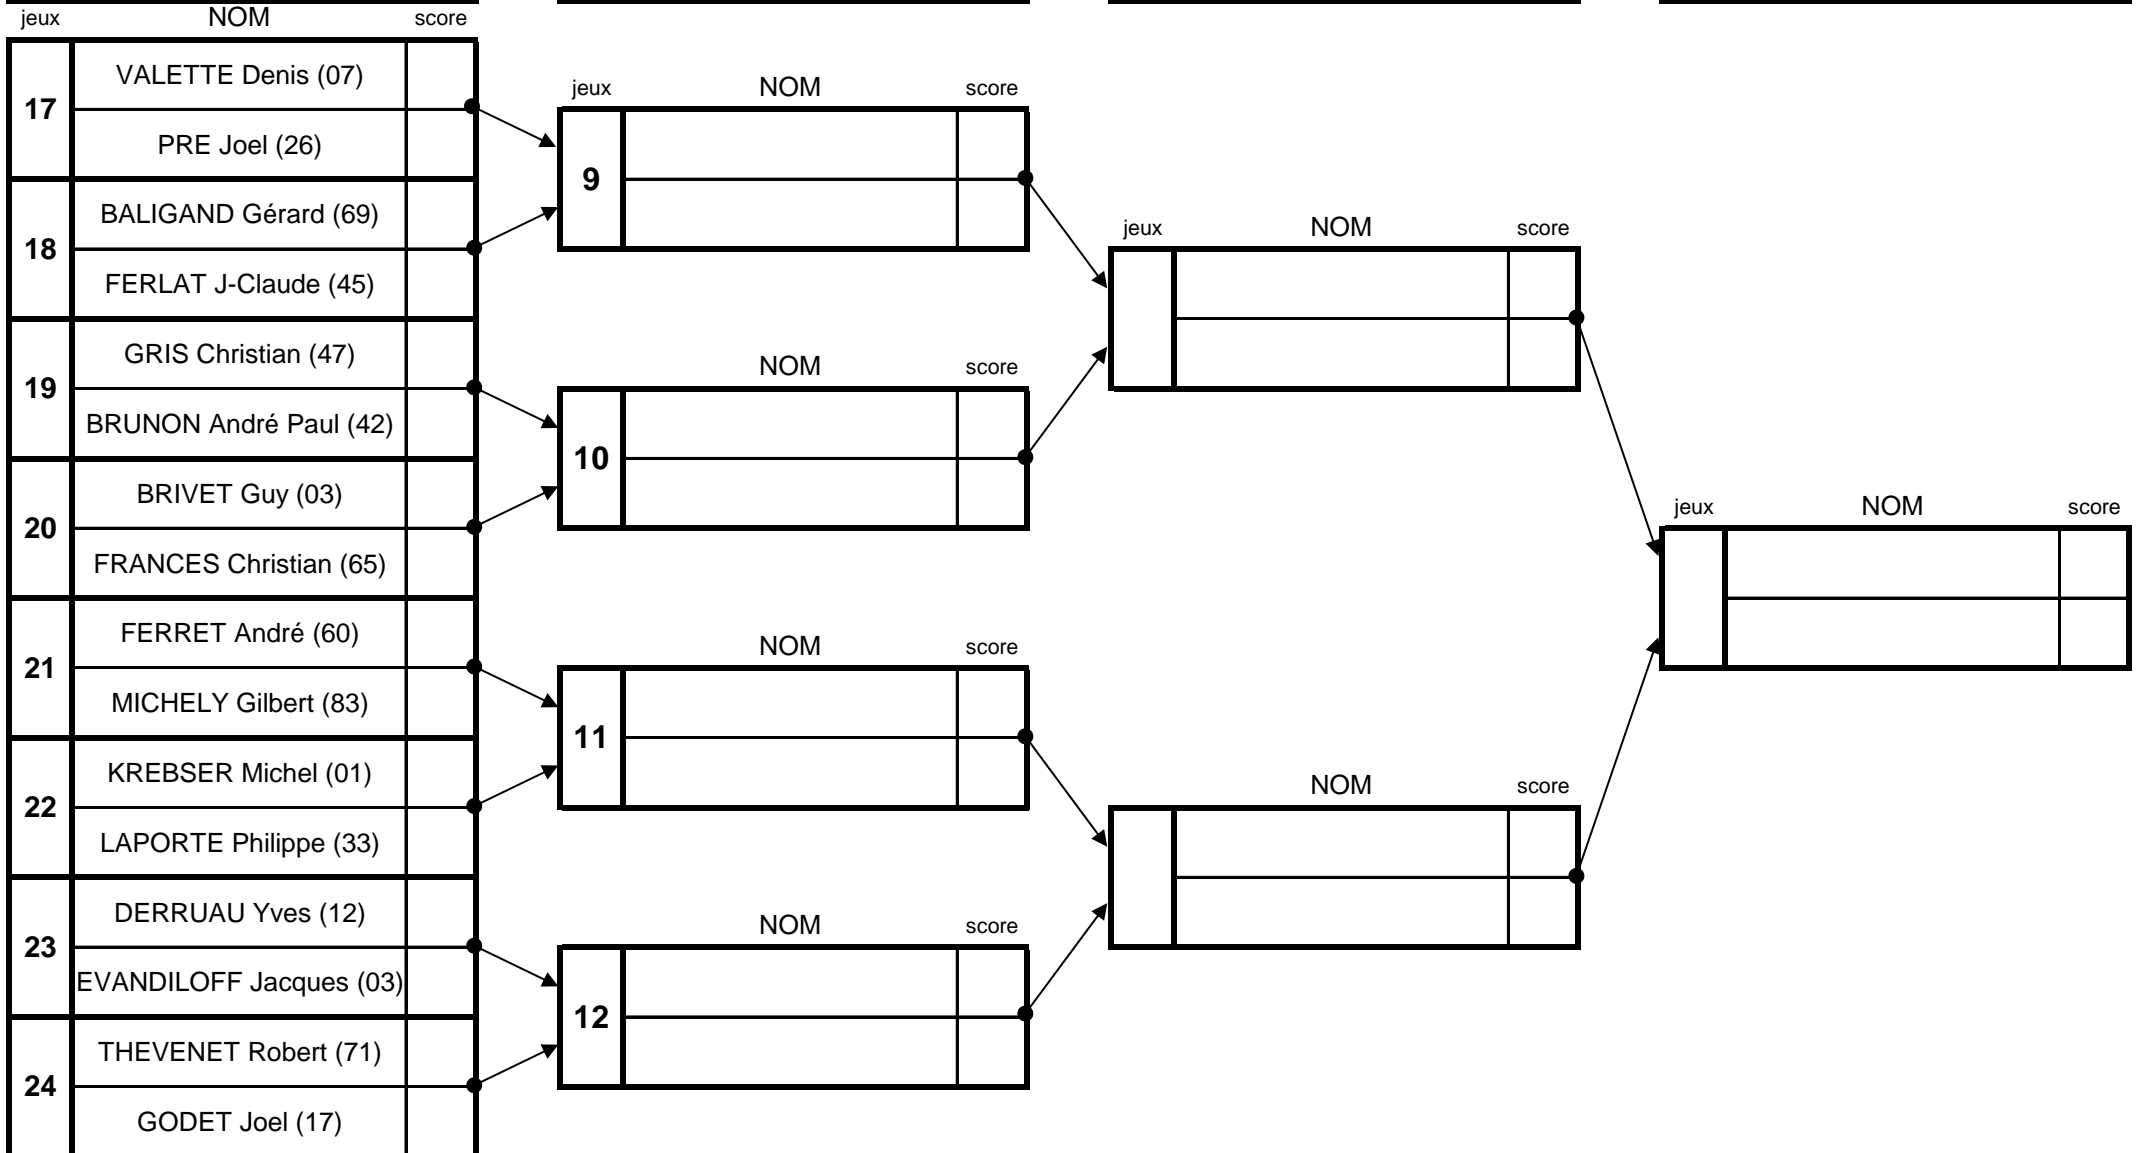 jeux NOM score
17
VALETTE Denis (07)
PRE Joel (26)
18
BALIGAND Gérard (69)
FERLAT J-Claude (45)
19
GRIS Christian (47)
BRUNON André Paul (42)
20
BRIVET Guy (03)
FRANCES Christian (65)
21
FERRET André (60)
MICHELY Gilbert (83)
22
KREBSER Michel (01)
LAPORTE Philippe (33)
23
DERRUAU Yves (12)
EVANDILOFF Jacques (03)
24
THEVENET Robert (71)
GODET Joel (17)
jeux NOM score
9
NOM score
10
NOM score
11
NOM score
12
jeux NOM score
NOM score
jeux NOM score